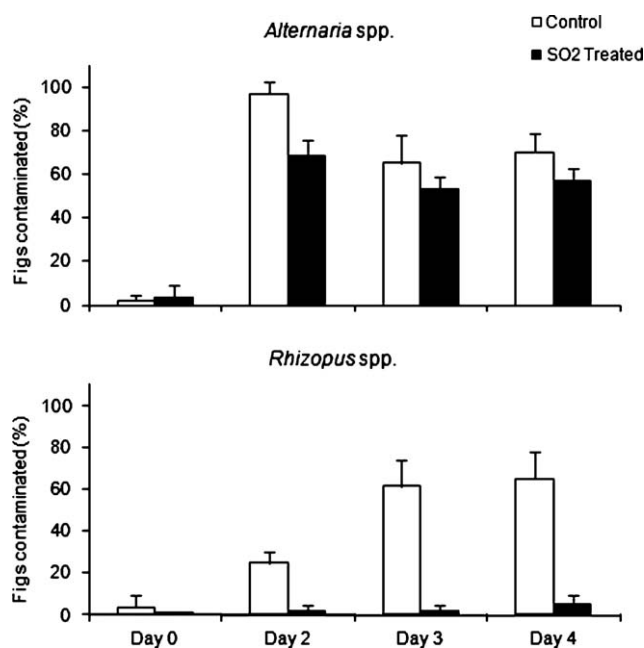 Control
SO2 Treated
Alternaria spp.
Figs contaminated (%)
100
80
60
40
20
0
Rhizopus spp.
Figs contaminated (%)
100
80
60
40
20
0
Day 0 Day 2 Day 3 Day 4